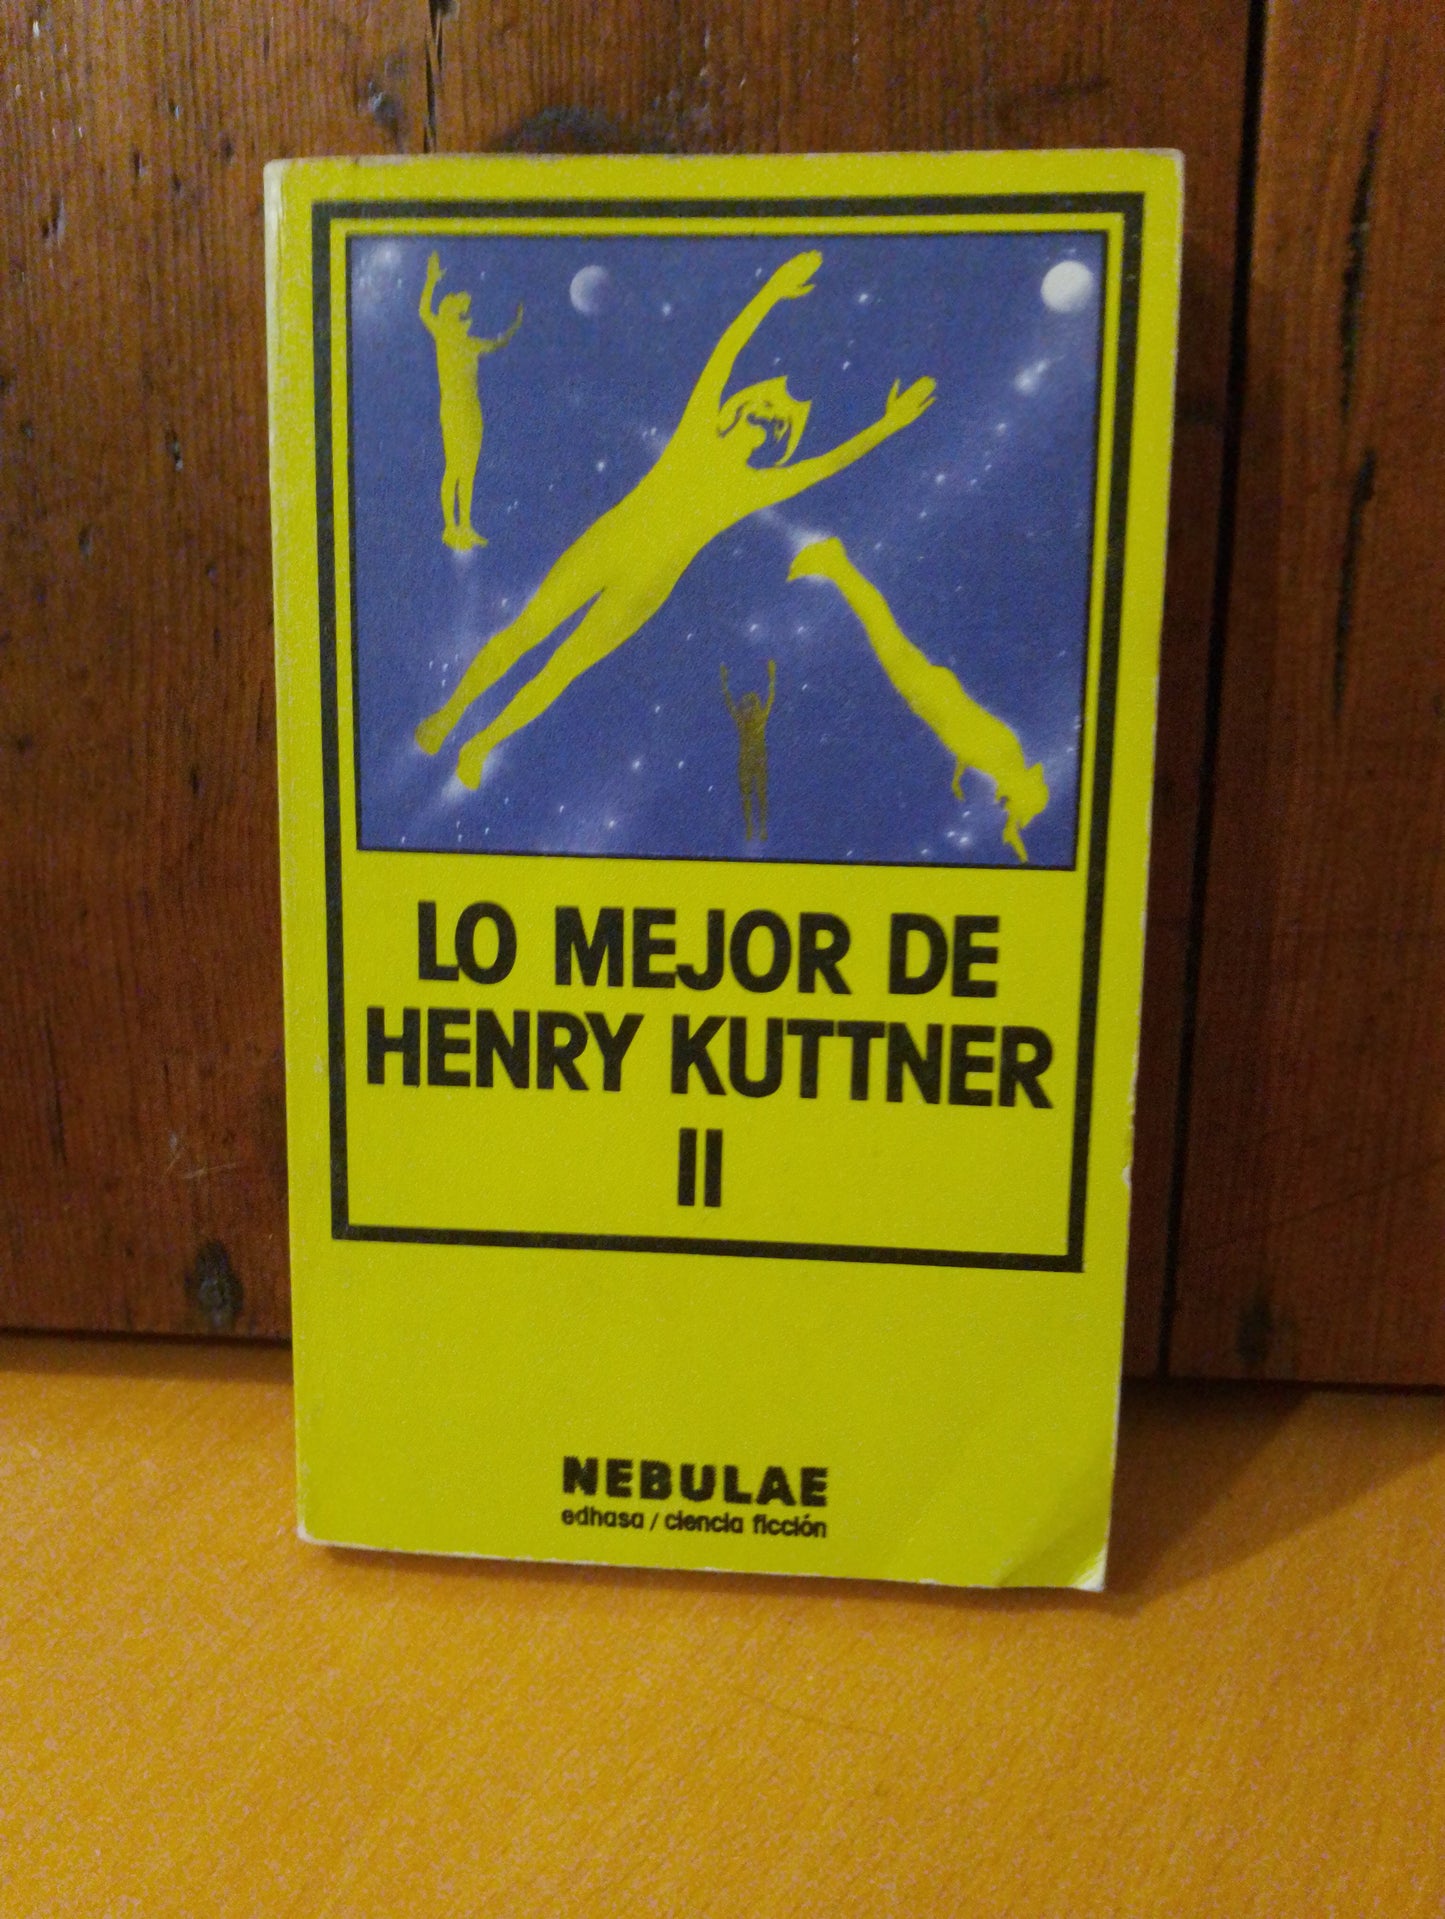 LO MEJOR DE
HENRY KUTTNER
II
NEBULAE
edhasa / ciencia ficción